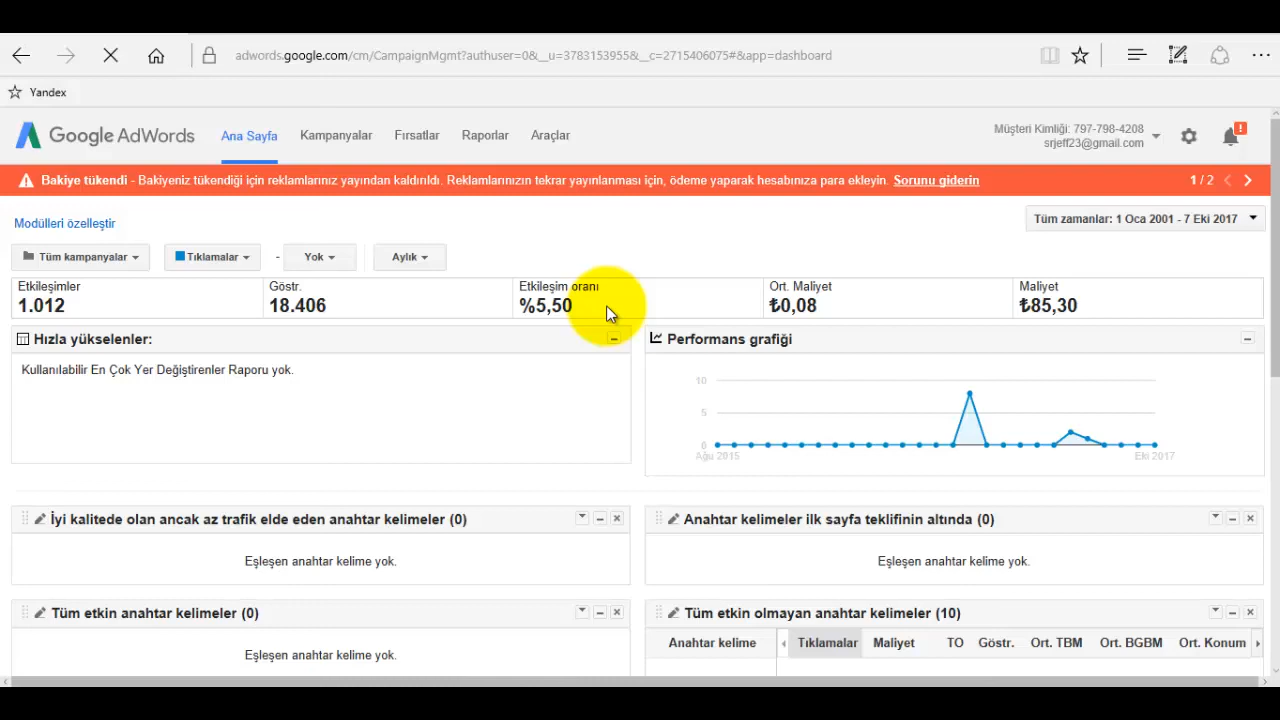 adwords.google.com/cm/CampaignMgmt?authuser=0&__u=3783153955&__c=2715406075#&app=dashboard
Yandex
Google AdWords
Ana Sayfa
Kampanyalar
Fırsatlar
Raporlar
Araçlar
Müşteri Kimliği: 797-798-4208
srjeff23@gmail.com
!
Bakiye tükendi - Bakiyeniz tükendiği için reklamlarınız yayından kaldırıldı. Reklamlarınızın tekrar yayınlanması için, ödeme yaparak hesabınıza para ekleyin. Sorunu giderin
1 / 2
Modülleri özelleştir
Tüm zamanlar: 1 Oca 2001 - 7 Eki 2017
Tüm kampanyalar
Tıklamalar
-
Yok
Aylık
Etkileşimler
1.012
Göstr.
18.406
Etkileşim oranı
%5,50
Ort. Maliyet
₺0,08
Maliyet
₺85,30
Hızla yükselenler:
Kullanılabilir En Çok Yer Değiştirenler Raporu yok.
Performans grafiği
10
5
0
Ağu 2015
Eki 2017
İyi kalitede olan ancak az trafik elde eden anahtar kelimeler (0)
Eşleşen anahtar kelime yok.
Anahtar kelimeler ilk sayfa teklifinin altında (0)
Eşleşen anahtar kelime yok.
Tüm etkin anahtar kelimeler (0)
Eşleşen anahtar kelime yok.
Tüm etkin olmayan anahtar kelimeler (10)
Anahtar kelime
Tıklamalar
Maliyet
TO
Göstr.
Ort. TBM
Ort. BGBM
Ort. Konum